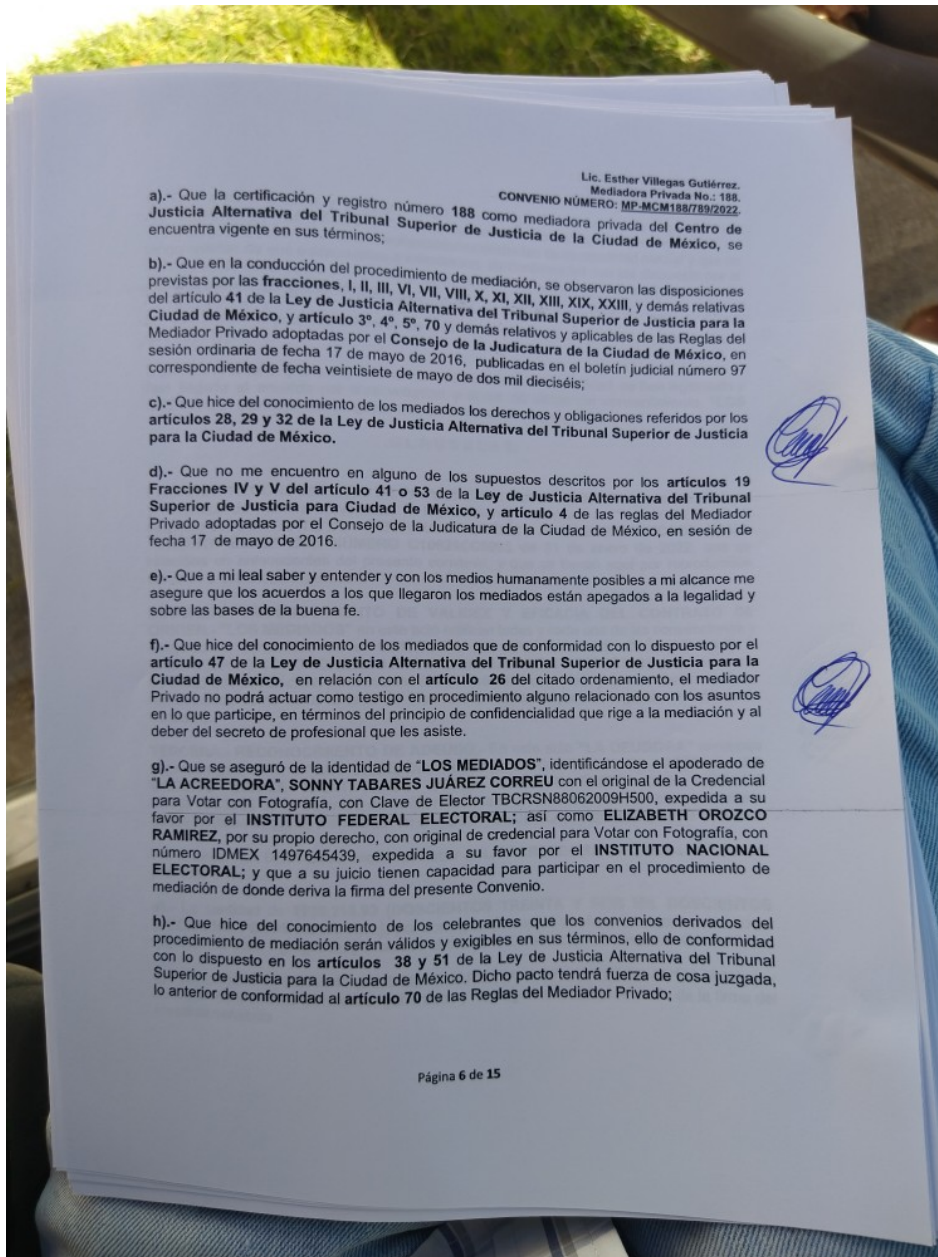 Lic. Esther Villegas Gutiérrez.
Mediadora Privada No.: 188.
CONVENIO NÚMERO: MP-MCM188/789/2022.
a).- Que la certificación y registro número 188 como mediadora privada del Centro de
Justicia Alternativa del Tribunal Superior de Justicia de la Ciudad de México, se
encuentra vigente en sus términos;
b).- Que en la conducción del procedimiento de mediación, se observaron las disposiciones
previstas por las fracciones, I, II, III, VI, VII, VIII, X, XI, XII, XIII, XIX, XXIII, y demás relativas
del artículo 41 de la Ley de Justicia Alternativa del Tribunal Superior de Justicia para la
Ciudad de México, y artículo 3º, 4º, 5º, 70 y demás relativos y aplicables de las Reglas del
Mediador Privado adoptadas por el Consejo de la Judicatura de la Ciudad de México, en
sesión ordinaria de fecha 17 de mayo de 2016, publicadas en el boletín judicial número 97
correspondiente de fecha veintisiete de mayo de dos mil dieciséis;
c).- Que hice del conocimiento de los mediados los derechos y obligaciones referidos por los
artículos 28, 29 y 32 de la Ley de Justicia Alternativa del Tribunal Superior de Justicia
para la Ciudad de México.
d).- Que no me encuentro en alguno de los supuestos descritos por los artículos 19
Fracciones IV y V del artículo 41 o 53 de la Ley de Justicia Alternativa del Tribunal
Superior de Justicia para Ciudad de México, y artículo 4 de las reglas del Mediador
Privado adoptadas por el Consejo de la Judicatura de la Ciudad de México, en sesión de
fecha 17 de mayo de 2016.
e).- Que a mi leal saber y entender y con los medios humanamente posibles a mi alcance me
asegure que los acuerdos a los que llegaron los mediados están apegados a la legalidad y
sobre las bases de la buena fe.
f).- Que hice del conocimiento de los mediados que de conformidad con lo dispuesto por el
artículo 47 de la Ley de Justicia Alternativa del Tribunal Superior de Justicia para la
Ciudad de México, en relación con el artículo 26 del citado ordenamiento, el mediador
Privado no podrá actuar como testigo en procedimiento alguno relacionado con los asuntos
en lo que participe, en términos del principio de confidencialidad que rige a la mediación y al
deber del secreto de profesional que les asiste.
g).- Que se aseguró de la identidad de “LOS MEDIADOS”, identificándose el apoderado de
“LA ACREEDORA”, SONNY TABARES JUÁREZ CORREU con el original de la Credencial
para Votar con Fotografía, con Clave de Elector TBCRSN88062009H500, expedida a su
favor por el INSTITUTO FEDERAL ELECTORAL; así como ELIZABETH OROZCO
RAMIREZ, por su propio derecho, con original de credencial para Votar con Fotografía, con
número IDMEX 1497645439, expedida a su favor por el INSTITUTO NACIONAL
ELECTORAL; y que a su juicio tienen capacidad para participar en el procedimiento de
mediación de donde deriva la firma del presente Convenio.
h).- Que hice del conocimiento de los celebrantes que los convenios derivados del
procedimiento de mediación serán válidos y exigibles en sus términos, ello de conformidad
con lo dispuesto en los artículos 38 y 51 de la Ley de Justicia Alternativa del Tribunal
Superior de Justicia para la Ciudad de México. Dicho pacto tendrá fuerza de cosa juzgada,
lo anterior de conformidad al artículo 70 de las Reglas del Mediador Privado;
Página 6 de 15